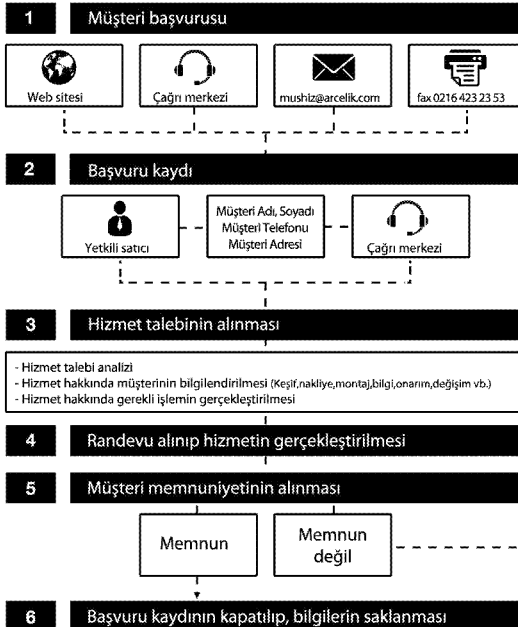 1 Müşteri başvurusu
Web sitesi
Çağrı merkezi
mushiz@arcelik.com
fax 0216 423 23 53
2 Başvuru kaydı
Yetkili satıcı
Müşteri Adı, Soyadı
Müşteri Telefonu
Müşteri Adresi
Çağrı merkezi
3 Hizmet talebinin alınması
- Hizmet talebi analizi
- Hizmet hakkında müşterinin bilgilendirilmesi (Keşif,nakliye,montaj,bilgi,onarım,değişim vb.)
- Hizmet hakkında gerekli işlemin gerçekleştirilmesi
4 Randevu alınıp hizmetin gerçekleştirilmesi
5 Müşteri memnuniyetinin alınması
Memnun
Memnun
değil
6 Başvuru kaydının kapatılıp, bilgilerin saklanması